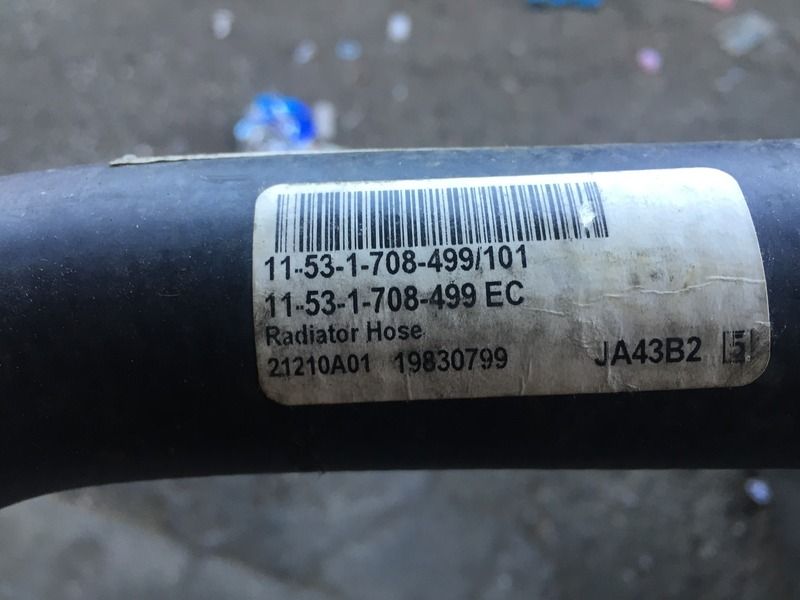 11-53-1-708-499/101
11-53-1-708-499 EC
Radiator Hose
21210A01 19830799 JA43B2 5